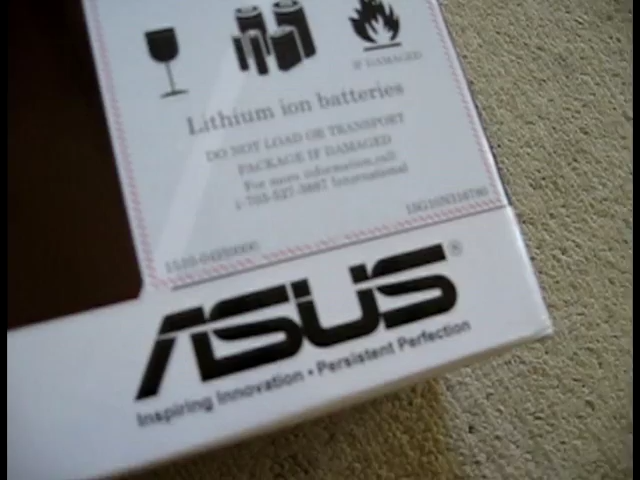 IF DAMAGED
Lithium ion batteries
DO NOT LOAD OR TRANSPORT
PACKAGE IF DAMAGED
For more information,call
ASUS®
Inspiring Innovation • Persistent Perfection